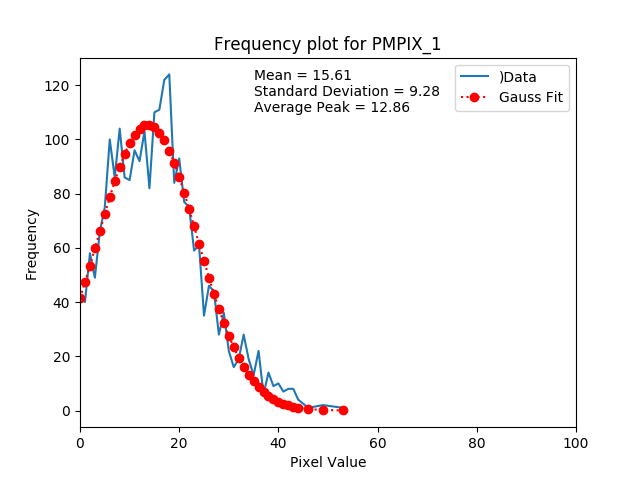 Frequency plot for PMPIX_1
Mean = 15.61
Standard Deviation = 9.28
Average Peak = 12.86
)Data
Gauss Fit
Frequency
120
100
80
60
40
20
0
0 20 40 60 80 100
Pixel Value